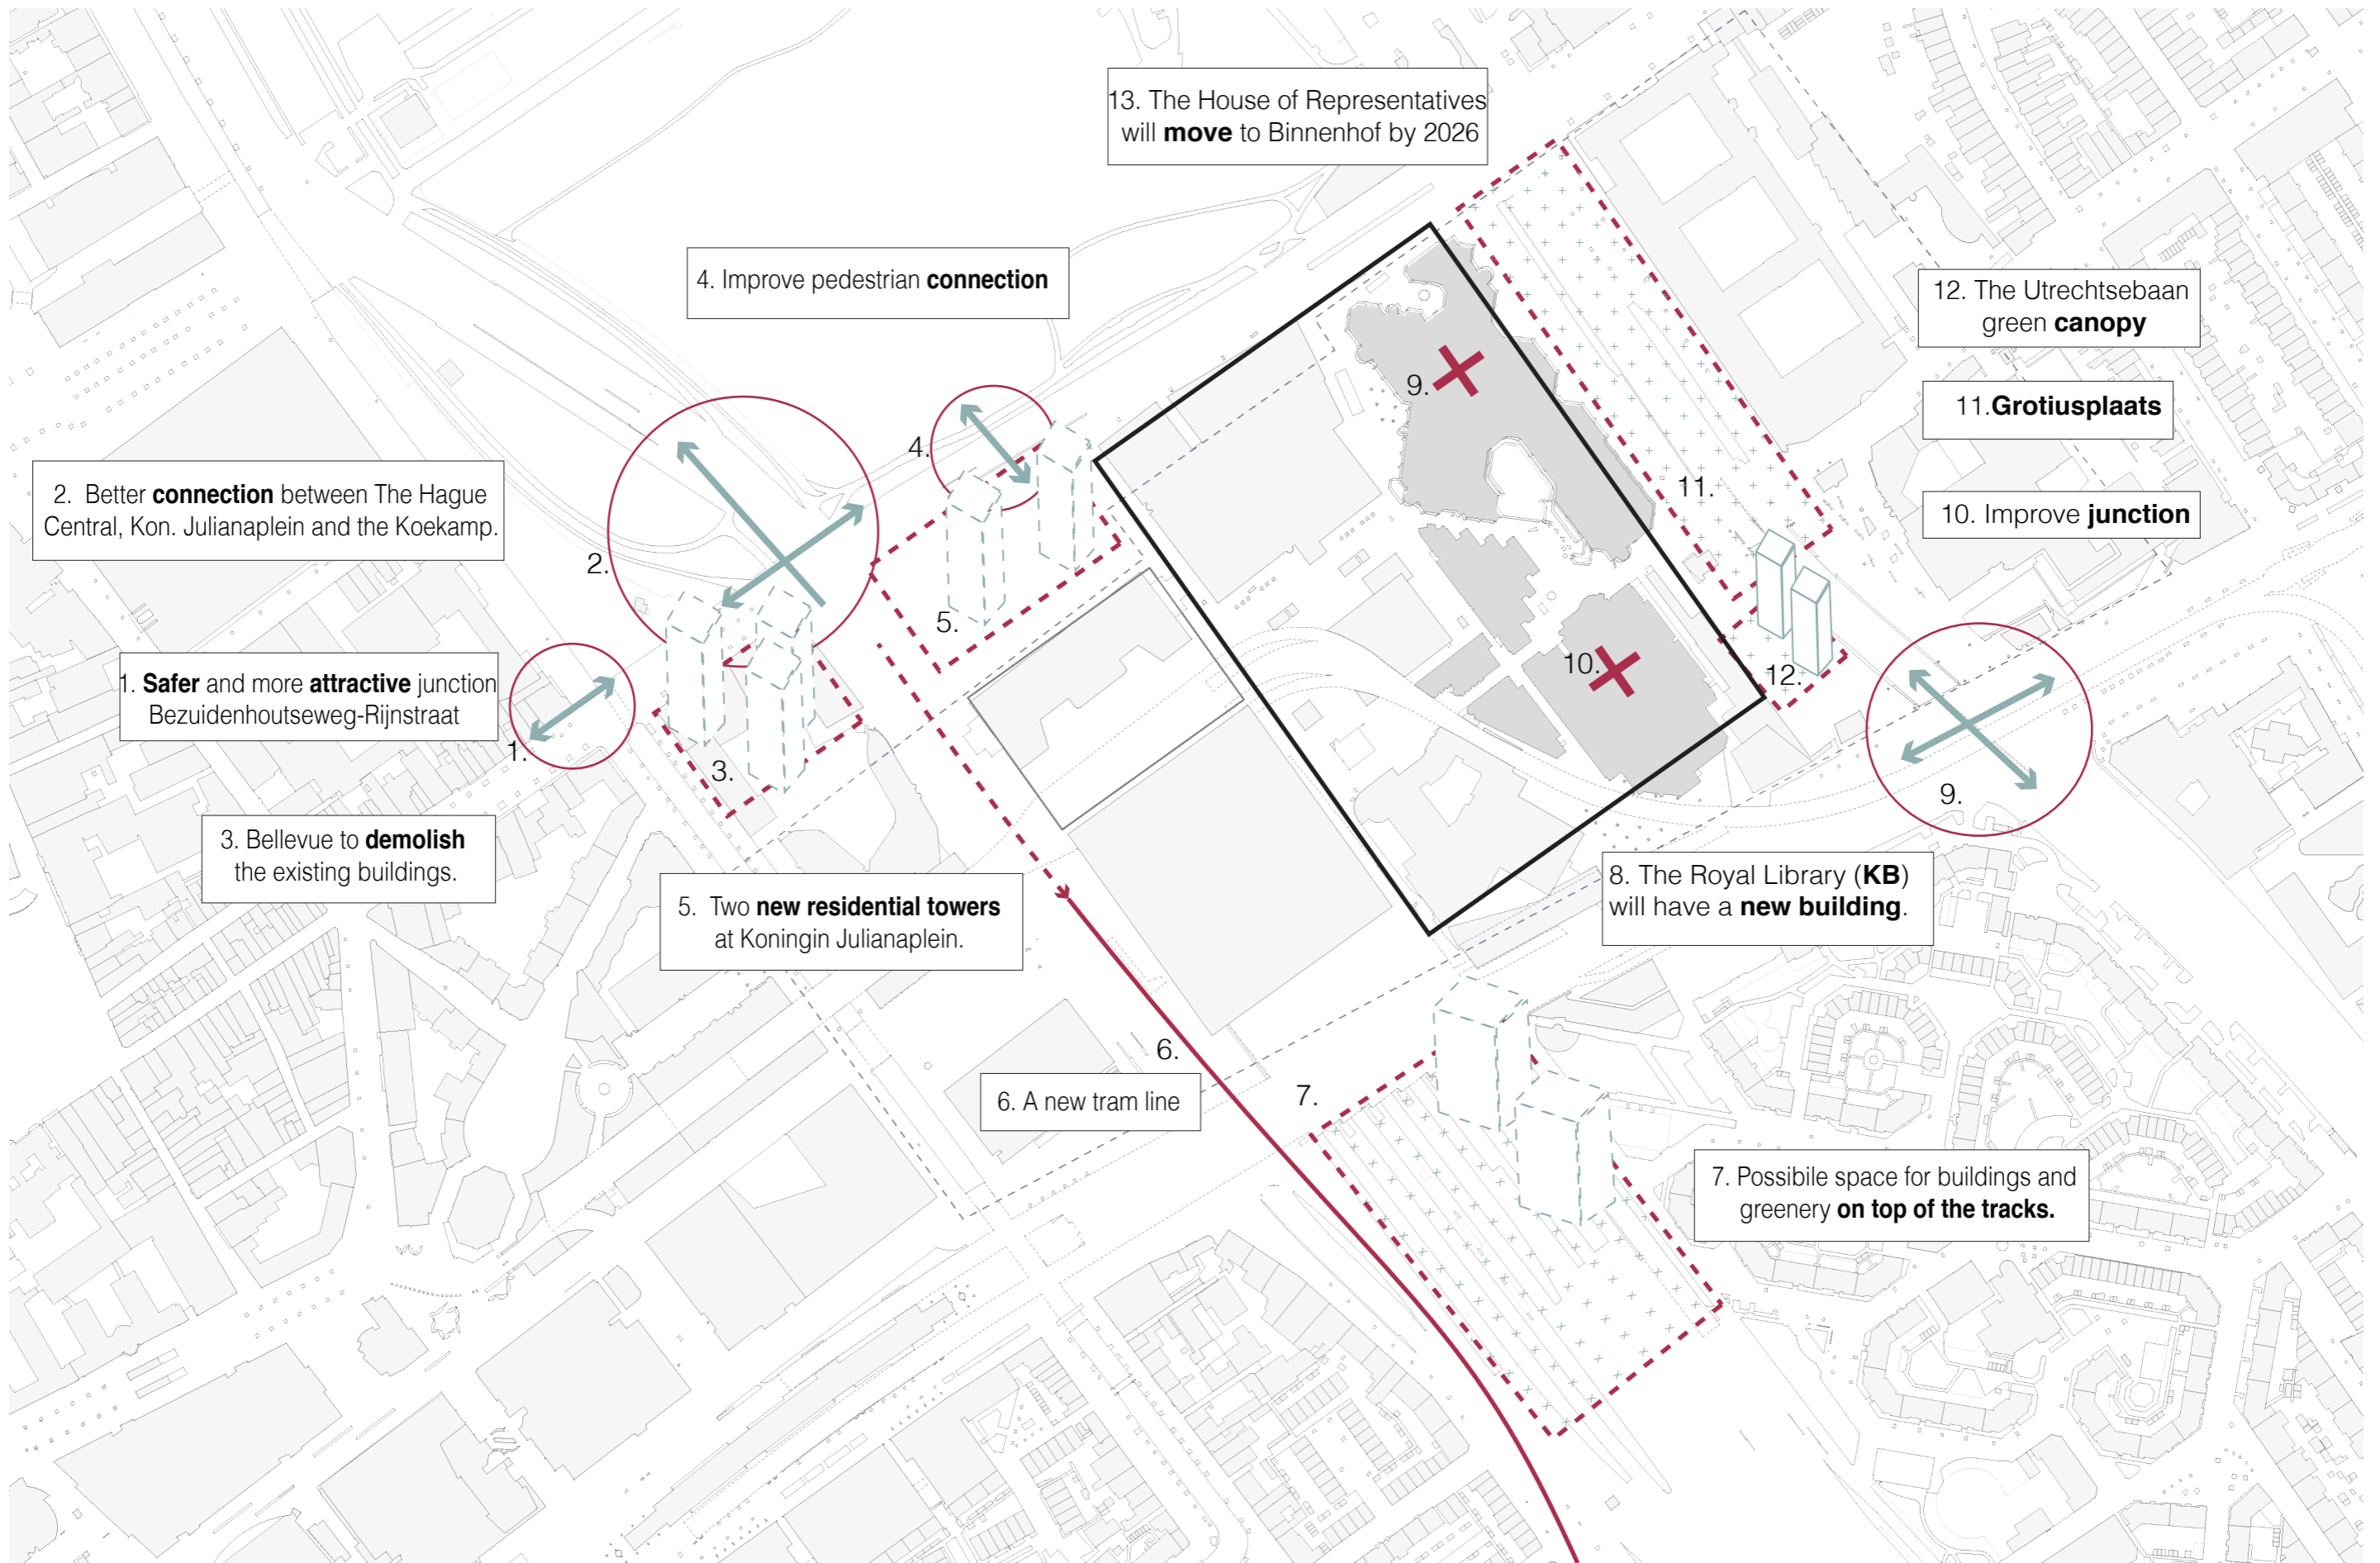 13. The House of Representatives
will move to Binnenhof by 2026
4. Improve pedestrian connection
12. The Utrechtsebaan
green canopy
11.Grotiusplaats
10. Improve junction
2. Better connection between The Hague
Central, Kon. Julianaplein and the Koekamp.
1. Safer and more attractive junction
Bezuidenhoutseweg-Rijnstraat
3. Bellevue to demolish
the existing buildings.
5. Two new residential towers
at Koningin Julianaplein.
8. The Royal Library (KB)
will have a new building.
6. A new tram line
7. Possibile space for buildings and
greenery on top of the tracks.
9.
4.
11.
2.
5.
10.
12.
1.
3.
9.
6.
7.